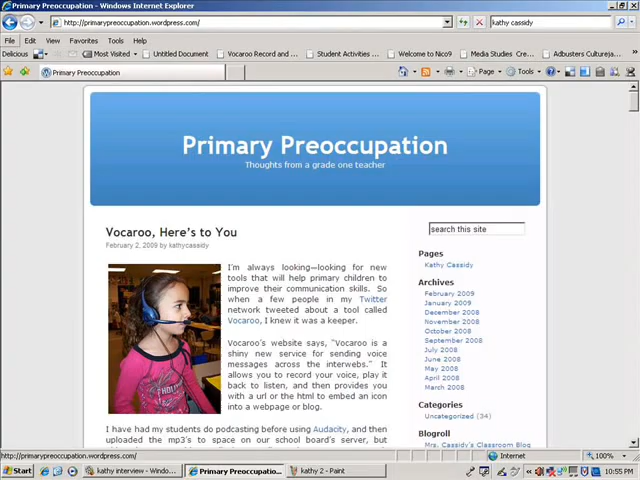 Primary Preoccupation - Windows Internet Explorer
http://primarypreoccupation.wordpress.com/
kathy cassidy
File Edit View Favorites Tools Help
Delicious
Most Visited
Untitled Document
Vocaroo Record and...
Student Activities ...
Welcome to Nico9
Media Studies Cre...
Primary Preoccupation
Page
Tools
Primary Preoccupation
Thoughts from a grade one teacher
Vocaroo, Here's to You
February 2, 2009 by kathycassidy
I'm always looking—looking for new
tools that will help primary children to
improve their communication skills. So
when a few people in my Twitter
network tweeted about a tool called
Vocaroo, I knew it was a keeper.
Vocaroo's website says, "Vocaroo is a
shiny new service for sending voice
messages across the interwebs." It
allows you to record your voice, play it
back to listen, and then provides you
with a url or the html to embed an icon
into a webpage or blog.
I have had my students do podcasting before using Audacity, and then
uploaded the mp3's to space on our school board's server, but
search this site
Pages
Kathy Cassidy
Archives
February 2009
January 2009
December 2008
November 2008
October 2008
September 2008
July 2008
June 2008
May 2008
April 2008
March 2008
Categories
Uncategorized (34)
Blogroll
Mrs. Cassidy's Classroom Blog
http://primarypreoccupation.wordpress.com/
Internet
100%
Start
kathy interview - Windo...
Primary Preoccupatio...
kathy 2 - Paint
10:55 PM